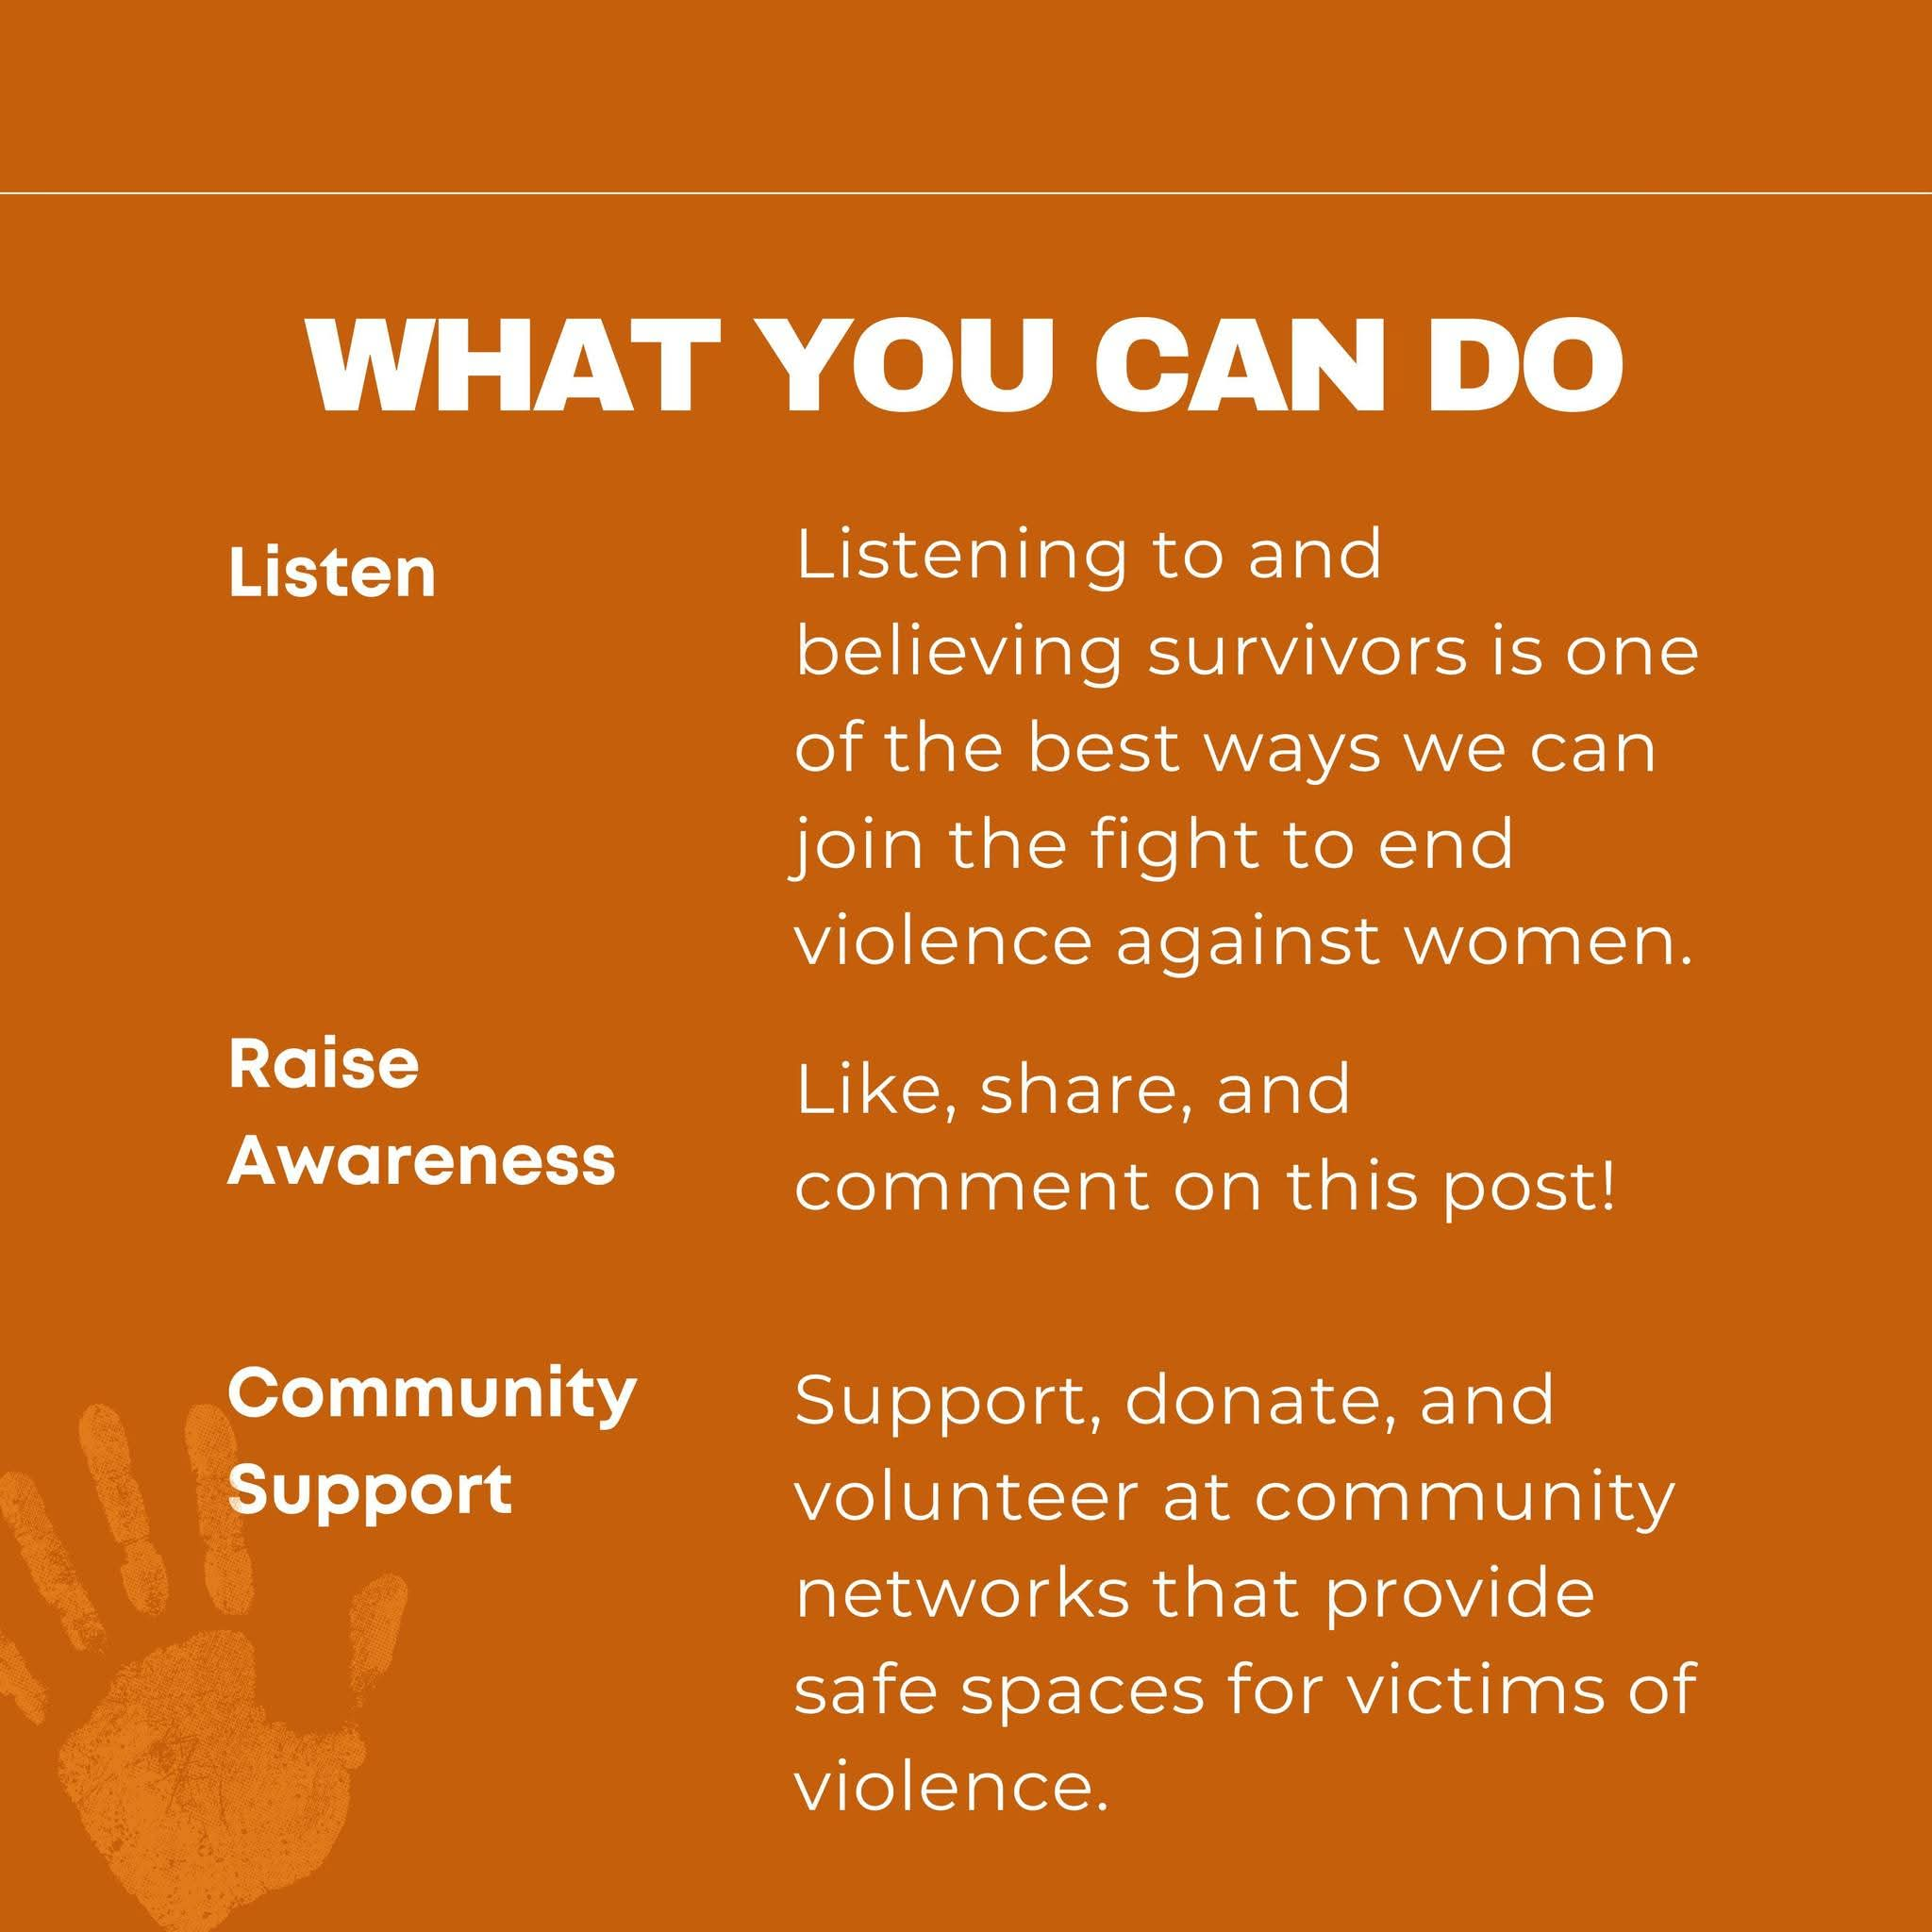 WHAT YOU CAN DO
Listen
Listening to and
believing survivors is one
of the best ways we can
join the fight to end
violence against women.
Raise
Awareness
Like, share, and
comment on this post!
Community
Support
Support, donate, and
volunteer at community
networks that provide
safe spaces for victims of
violence.